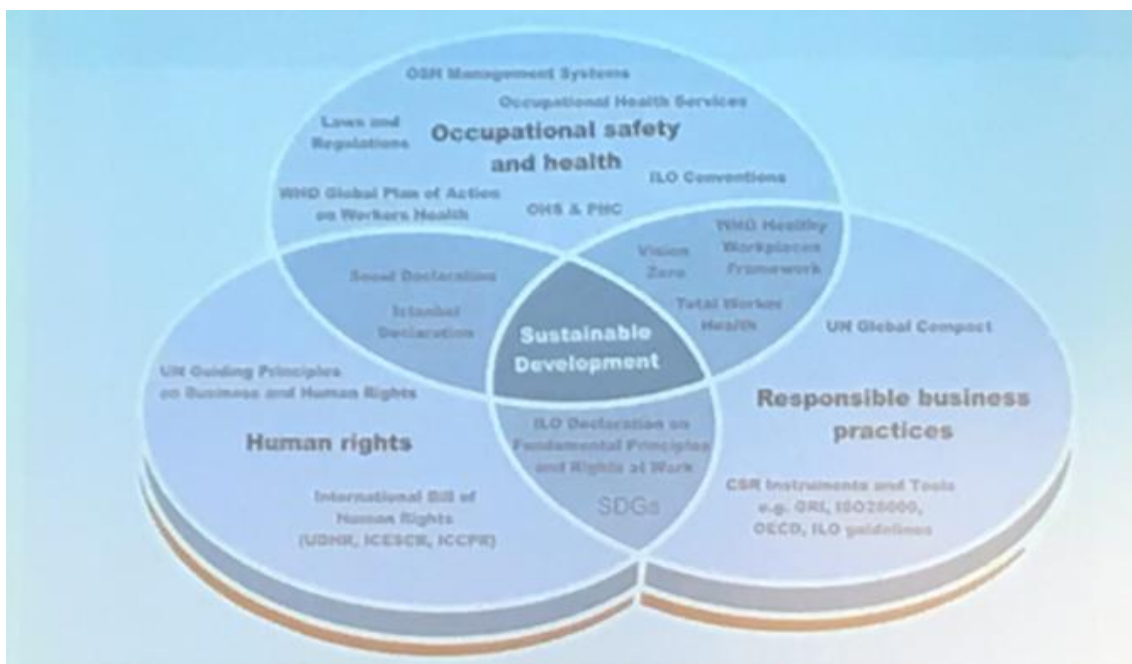 OSH Management Systems
Occupational Health Services
Laws and
Regulations
Occupational safety
and health
ILO Conventions
WHO Global Plan of Action
on Workers Health
OHS & PHC
WHO Healthy
Workplaces
Framework
Vision
Zero
Seoul Declaration
Istanbul
Declaration
Total Worker
Health
Sustainable
Development
UN Global Compact
UN Guiding Principles
on Business and Human Rights
Responsible business
practices
Human rights
ILO Declaration on
Fundamental Principles
and Rights at Work
SDGs
CSR Instruments and Tools
e.g. GRI, ISO26000,
OECD, ILO guidelines
International Bill of
Human Rights
(UDHR, ICESCR, ICCPR)